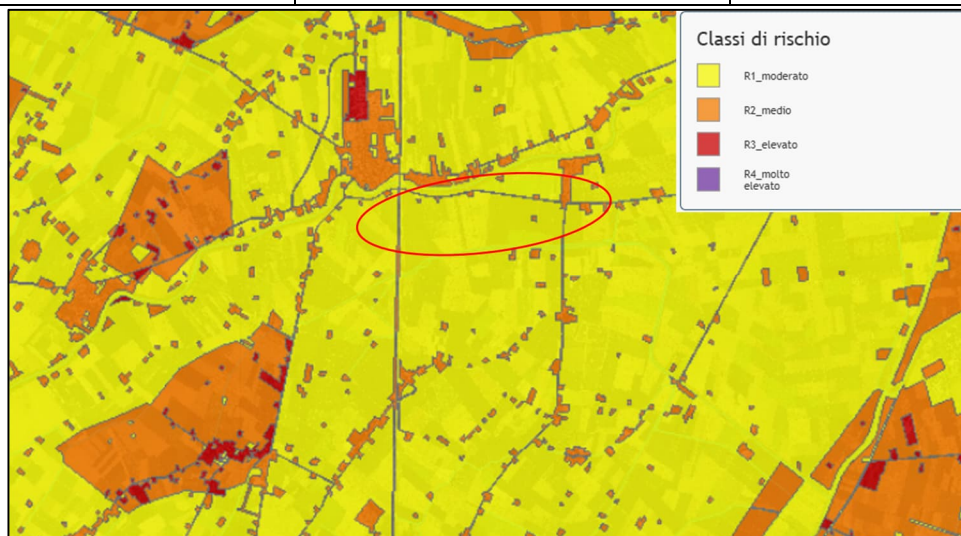 Classi di rischio
R1_moderato
R2_medio
R3_elevato
R4_molto
elevato